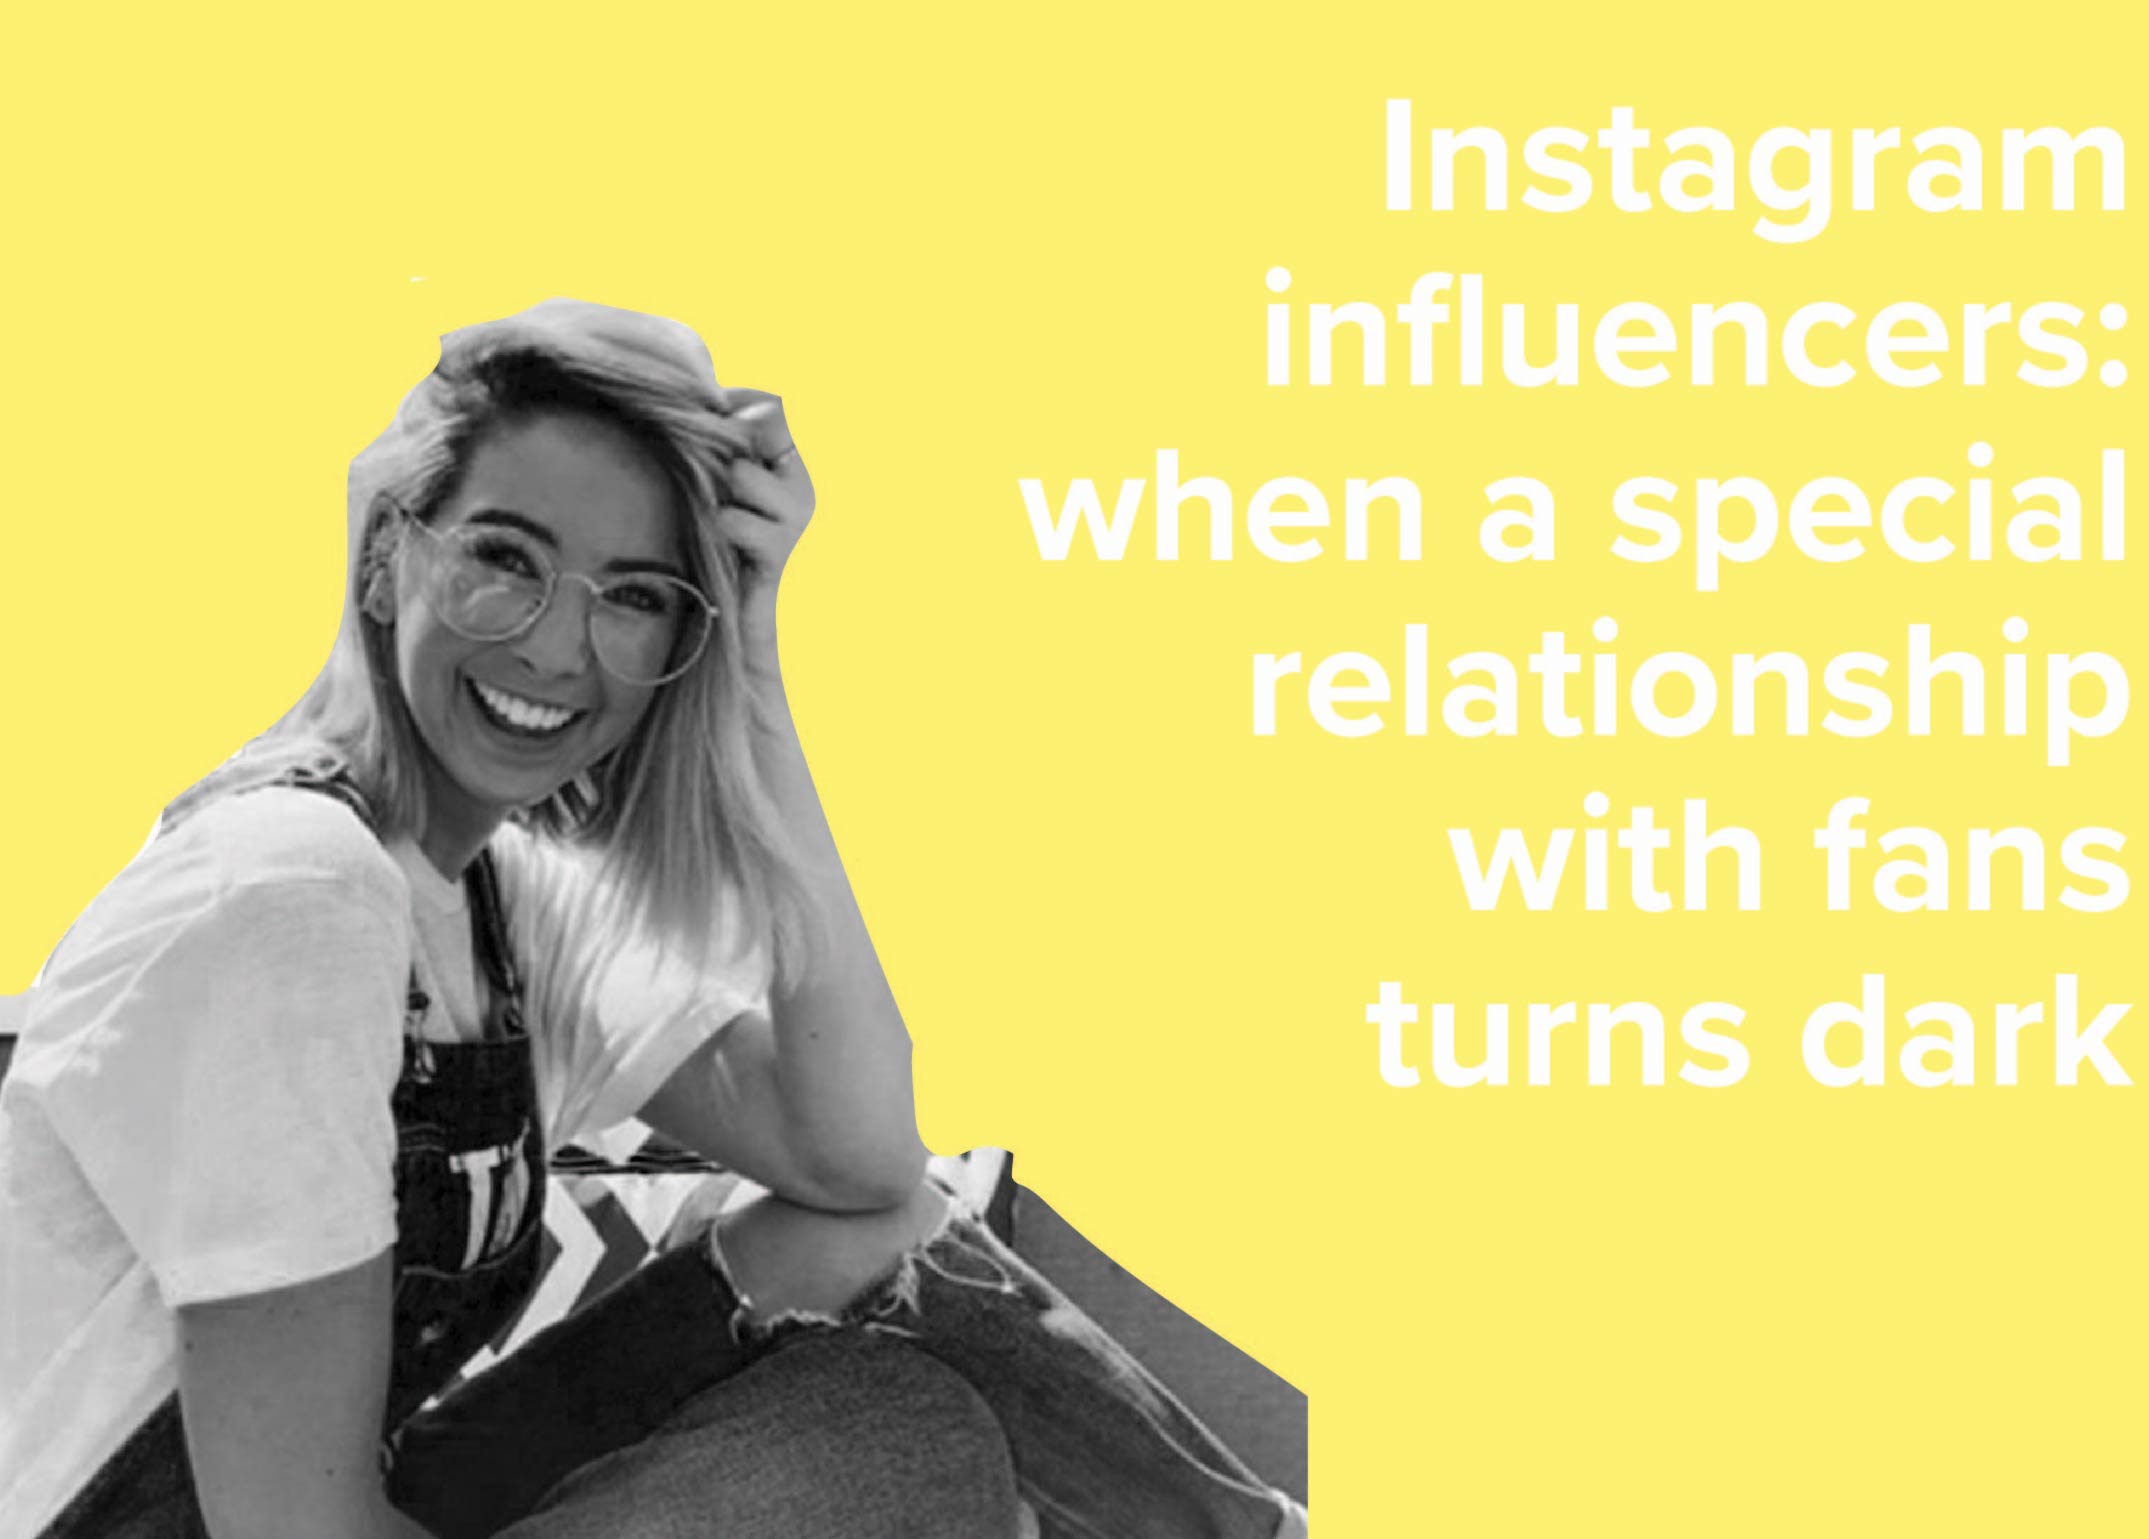 Instagram
influencers:
when a special
relationship
with fans
turns dark